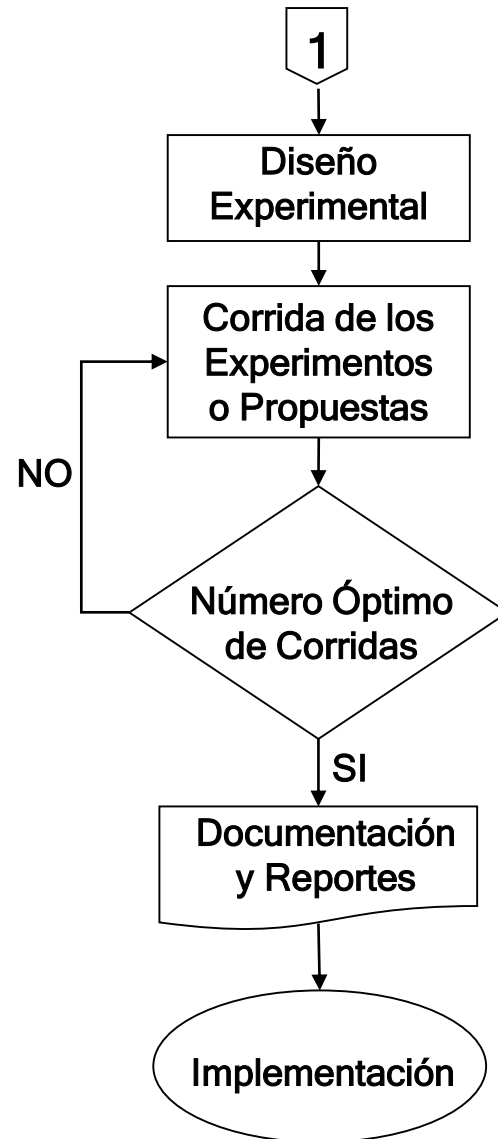 1
Diseño
Experimental
Corrida de los
Experimentos
o Propuestas
NO
Número Óptimo
de Corridas
SI
Documentación
y Reportes
Implementación